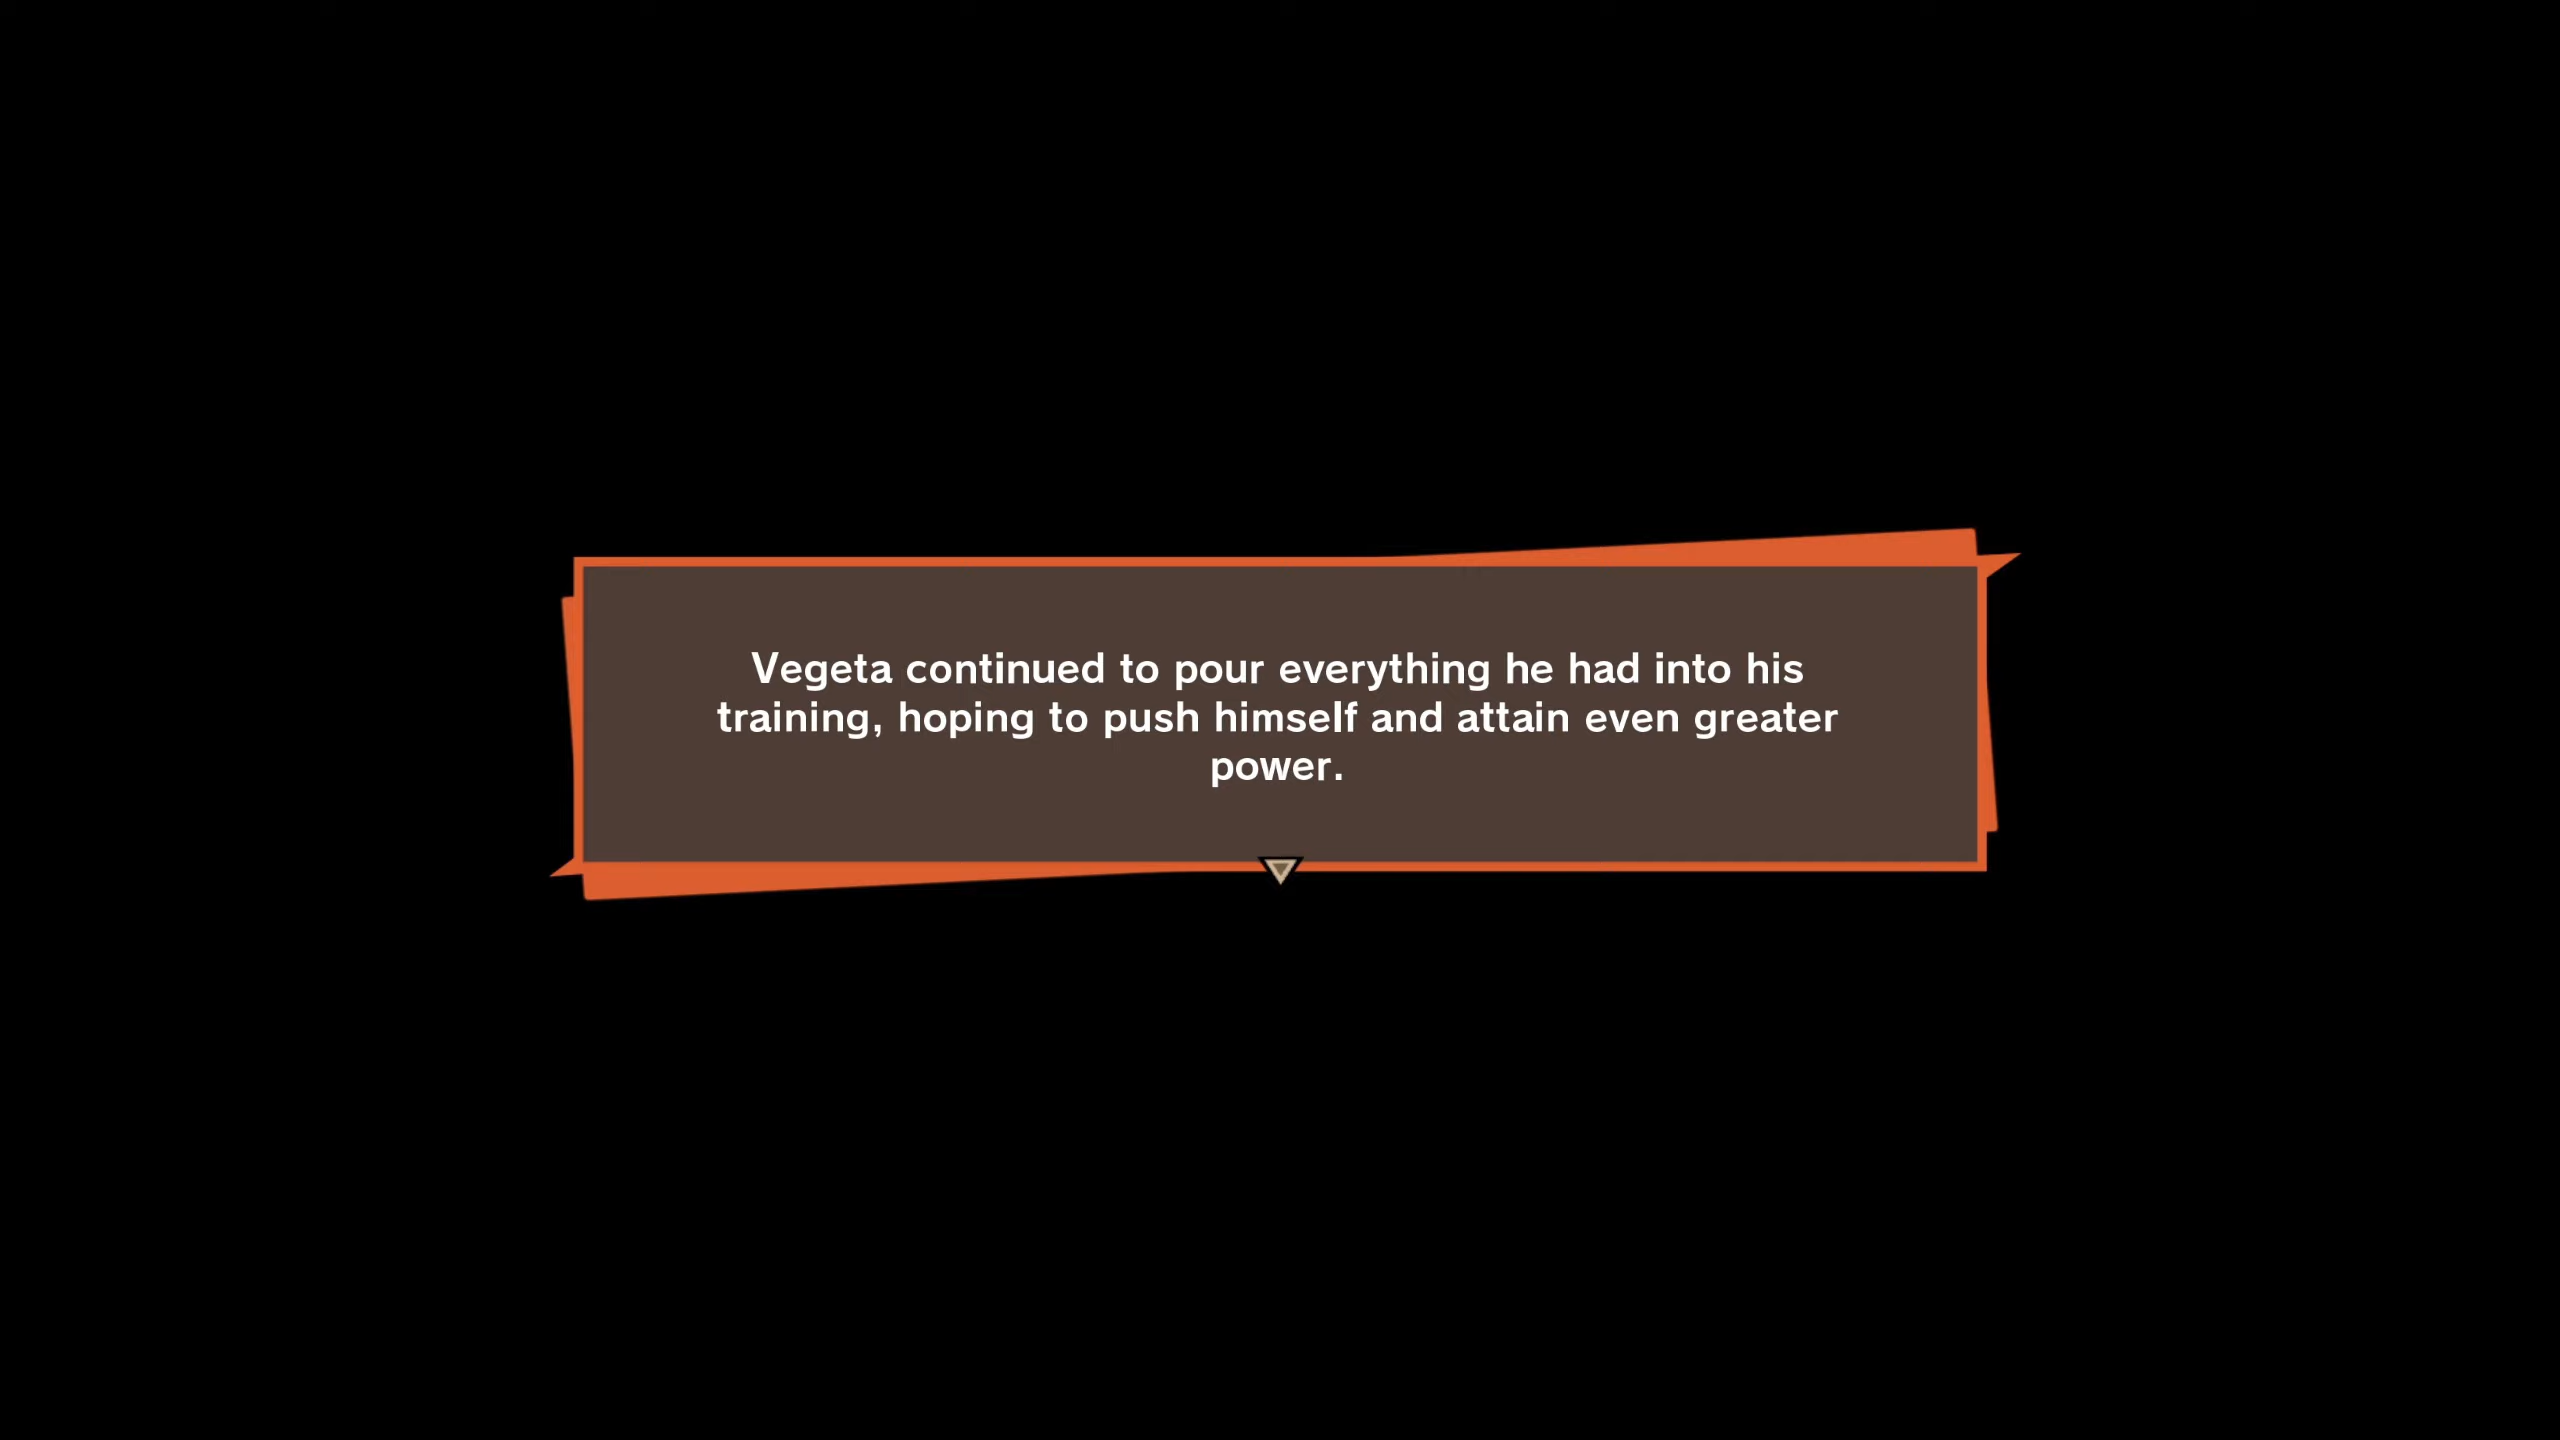 Vegeta continued to pour everything he had into his
training, hoping to push himself and attain even greater
power.